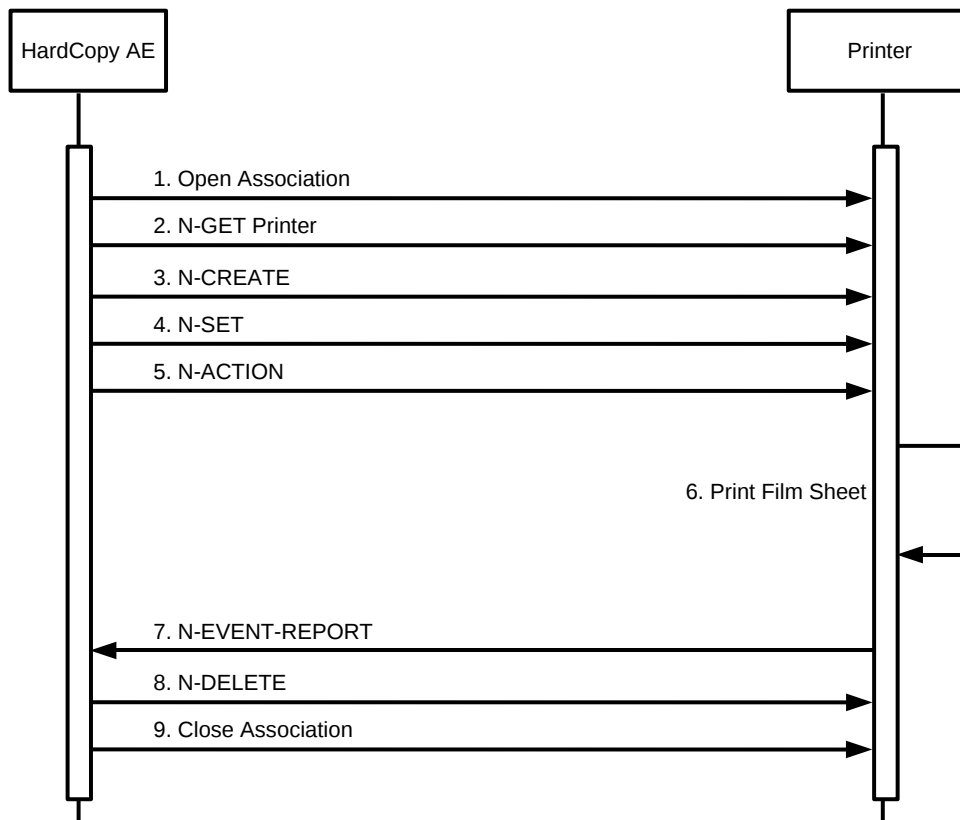 HardCopy AE
Printer
1. Open Association
2. N-GET Printer
3. N-CREATE
4. N-SET
5. N-ACTION
6. Print Film Sheet
7. N-EVENT-REPORT
8. N-DELETE
9. Close Association